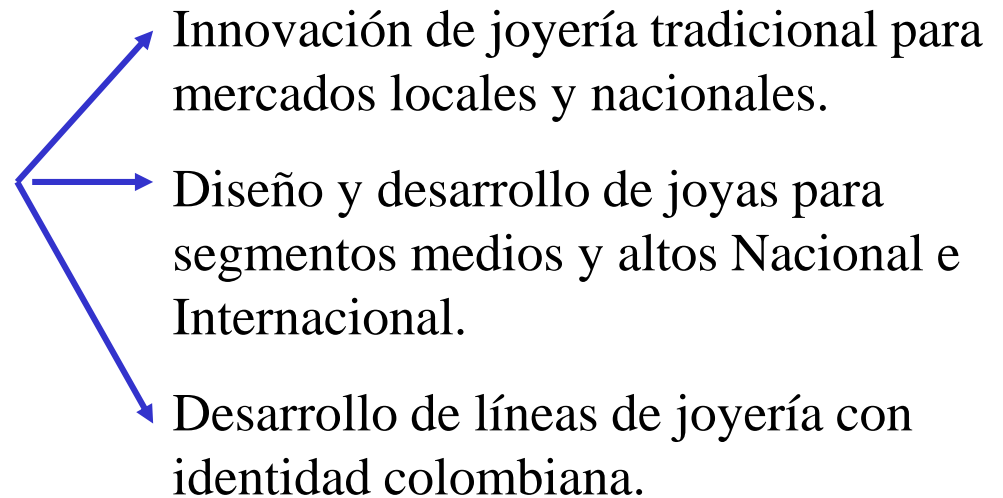 Innovación de joyería tradicional para
mercados locales y nacionales.
Diseño y desarrollo de joyas para
segmentos medios y altos Nacional e
Internacional.
Desarrollo de líneas de joyería con
identidad colombiana.